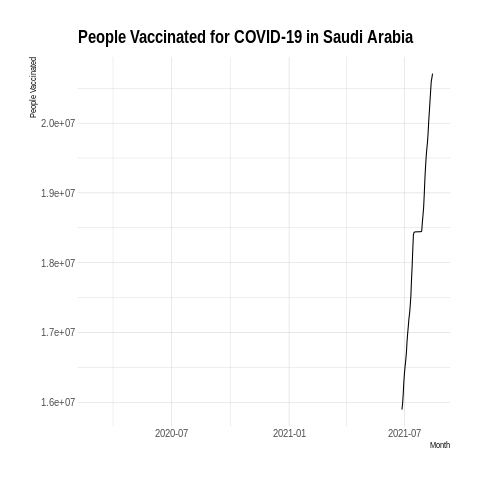 People Vaccinated for COVID-19 in Saudi Arabia
People Vaccinated
2.0e+07
1.9e+07
1.8e+07
1.7e+07
1.6e+07
2020-07
2021-01
2021-07
Month